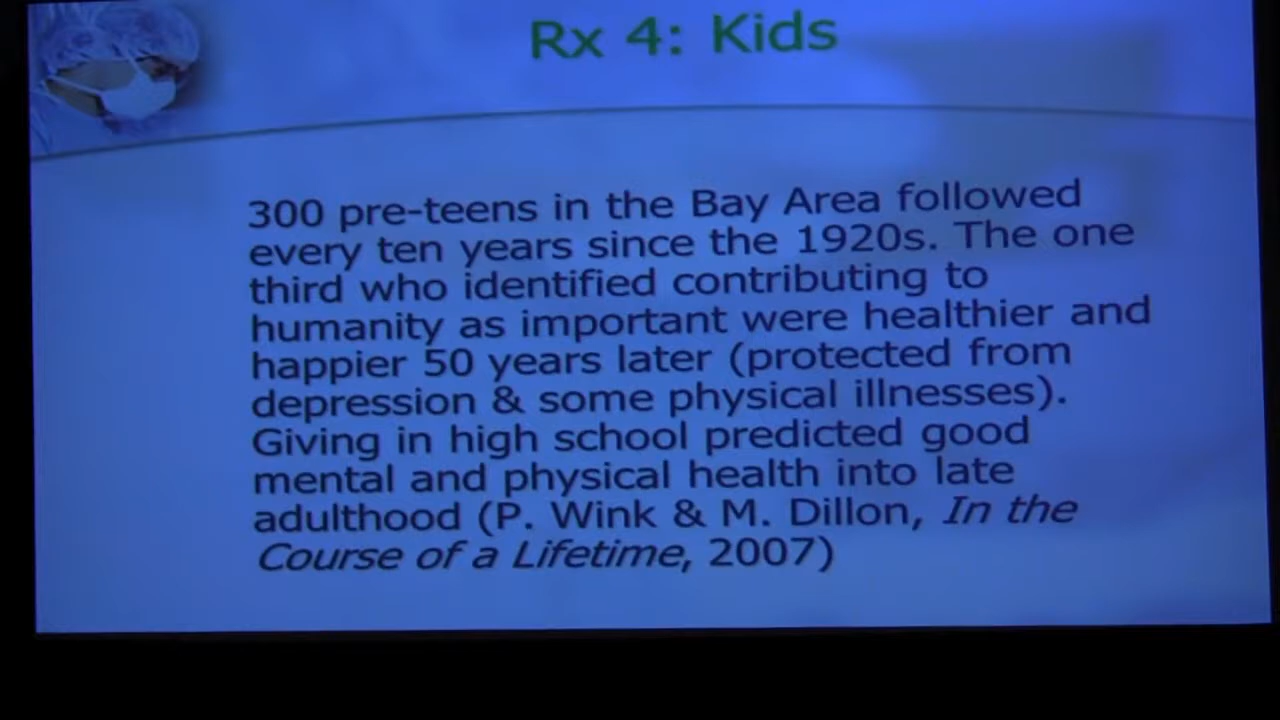 Rx 4: Kids
300 pre-teens in the Bay Area followed
every ten years since the 1920s. The one
third who identified contributing to
humanity as important were healthier and
happier 50 years later (protected from
depression & some physical illnesses).
Giving in high school predicted good
mental and physical health into late
adulthood (P. Wink & M. Dillon, In the
Course of a Lifetime, 2007)